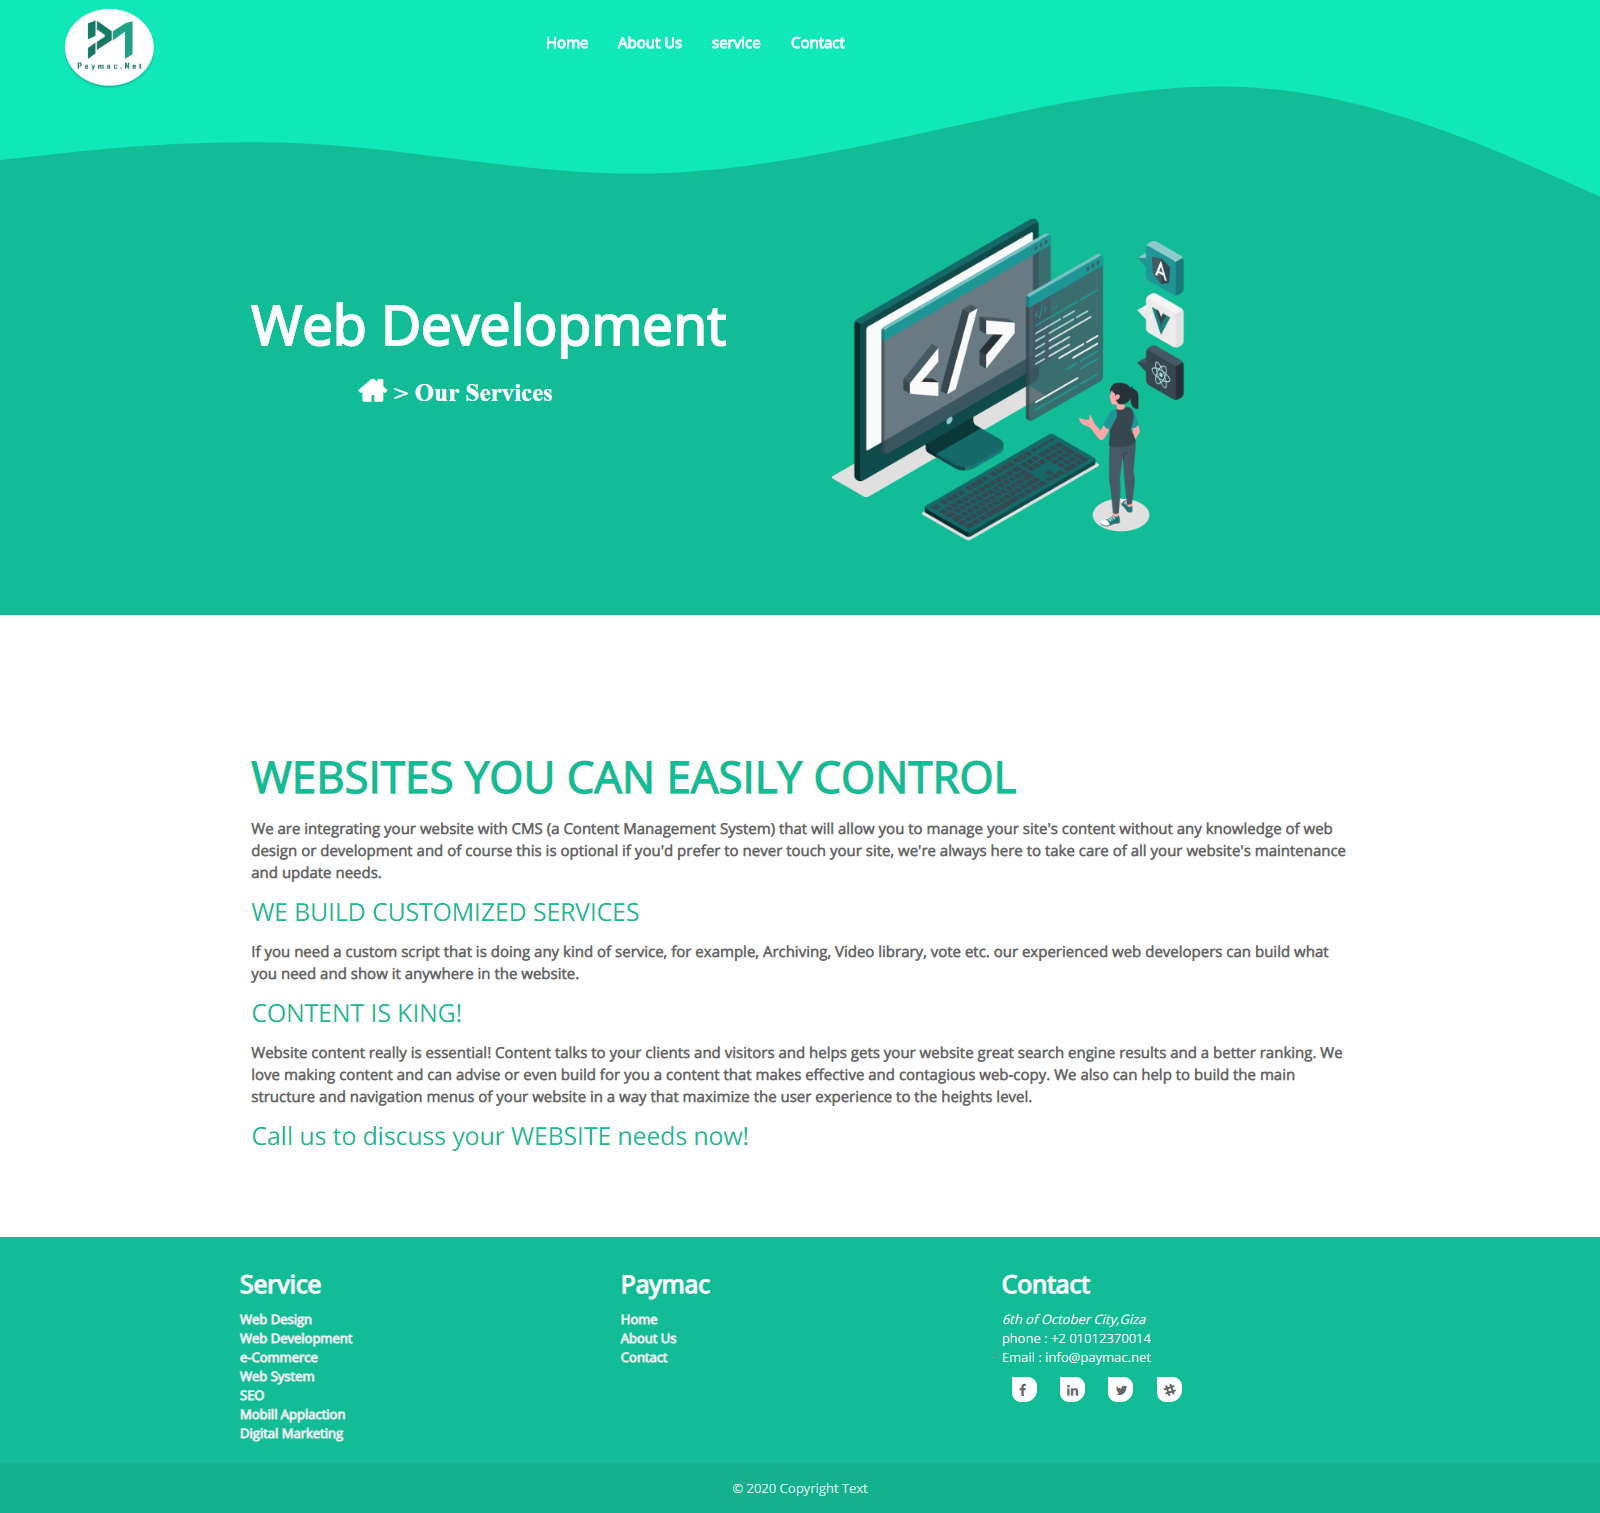 Paymac.Net
Home About Us service Contact
Web Development
> Our Services
</>
A
WEBSITES YOU CAN EASILY CONTROL
We are integrating your website with CMS (a Content Management System) that will allow you to manage your site's content without any knowledge of web
design or development and of course this is optional if you'd prefer to never touch your site, we're always here to take care of all your website's maintenance
and update needs.
WE BUILD CUSTOMIZED SERVICES
If you need a custom script that is doing any kind of service, for example, Archiving, Video library, vote etc. our experienced web developers can build what
you need and show it anywhere in the website.
CONTENT IS KING!
Website content really is essential! Content talks to your clients and visitors and helps gets your website great search engine results and a better ranking. We
love making content and can advise or even build for you a content that makes effective and contagious web-copy. We also can help to build the main
structure and navigation menus of your website in a way that maximize the user experience to the heights level.
Call us to discuss your WEBSITE needs now!
Service
Web Design
Web Development
e-Commerce
Web System
SEO
Mobill Applaction
Digital Marketing
Paymac
Home
About Us
Contact
Contact
6th of October City,Giza
phone : +2 01012370014
Email : info@paymac.net
© 2020 Copyright Text